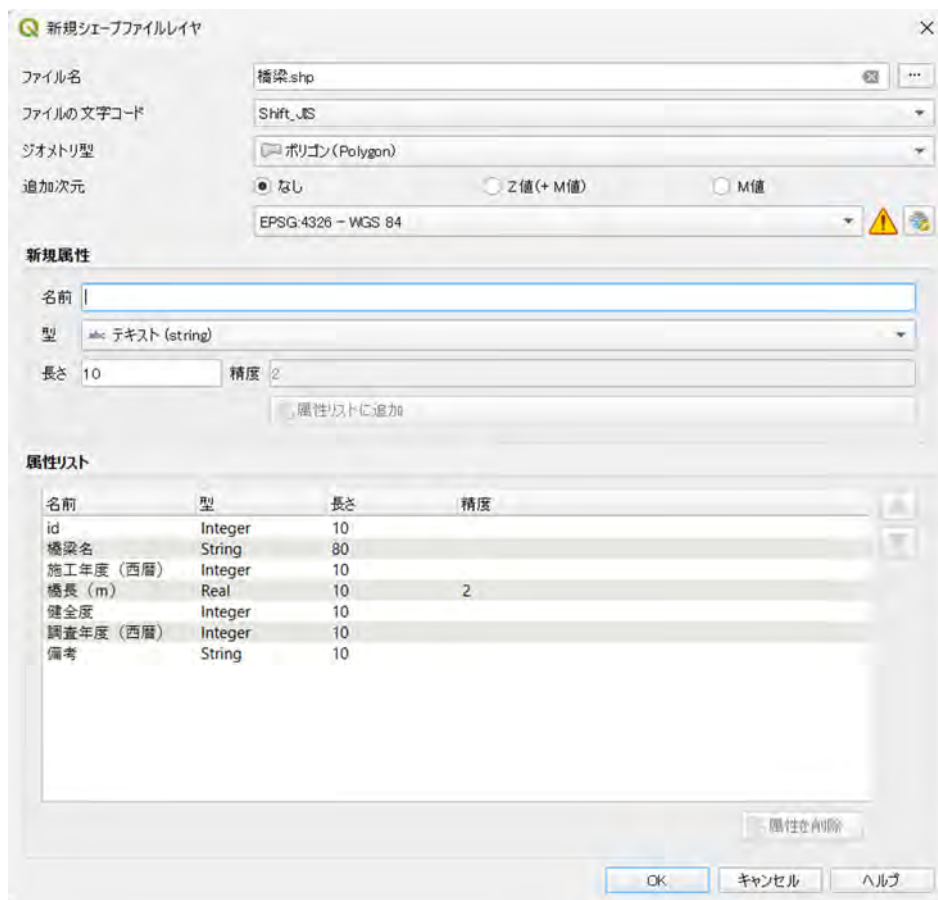 新規シェープファイルレイヤ
ファイル名 橋梁.shp ...
ファイルの文字コード Shift_JIS
ジオメトリ型 ポリゴン(Polygon)
追加次元 なし Z値(+ M値) M値
EPSG:4326 - WGS 84
新規属性
名前
型 abc テキスト (string)
長さ 10 精度 2
属性リストに追加
属性リスト
名前 型 長さ 精度
id Integer 10
橋梁名 String 80
施工年度（西暦） Integer 10
橋長（m） Real 10 2
健全度 Integer 10
調査年度（西暦） Integer 10
備考 String 10
属性を削除
OK キャンセル ヘルプ